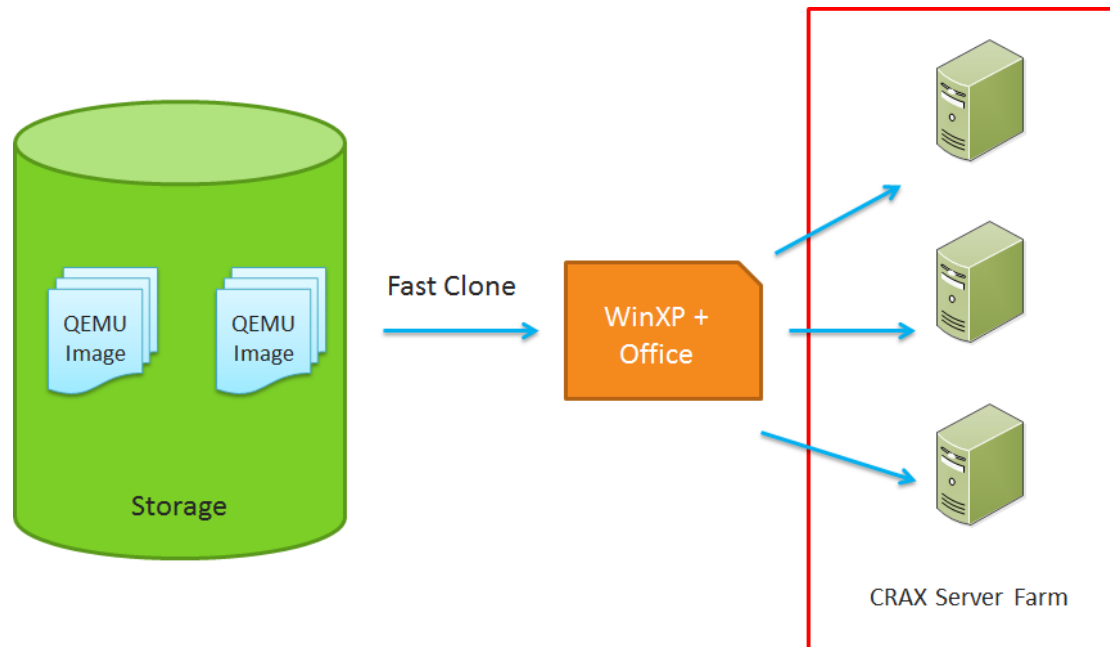 QEMU
Image
QEMU
Image
Storage
Fast Clone
WinXP +
Office
CRAX Server Farm